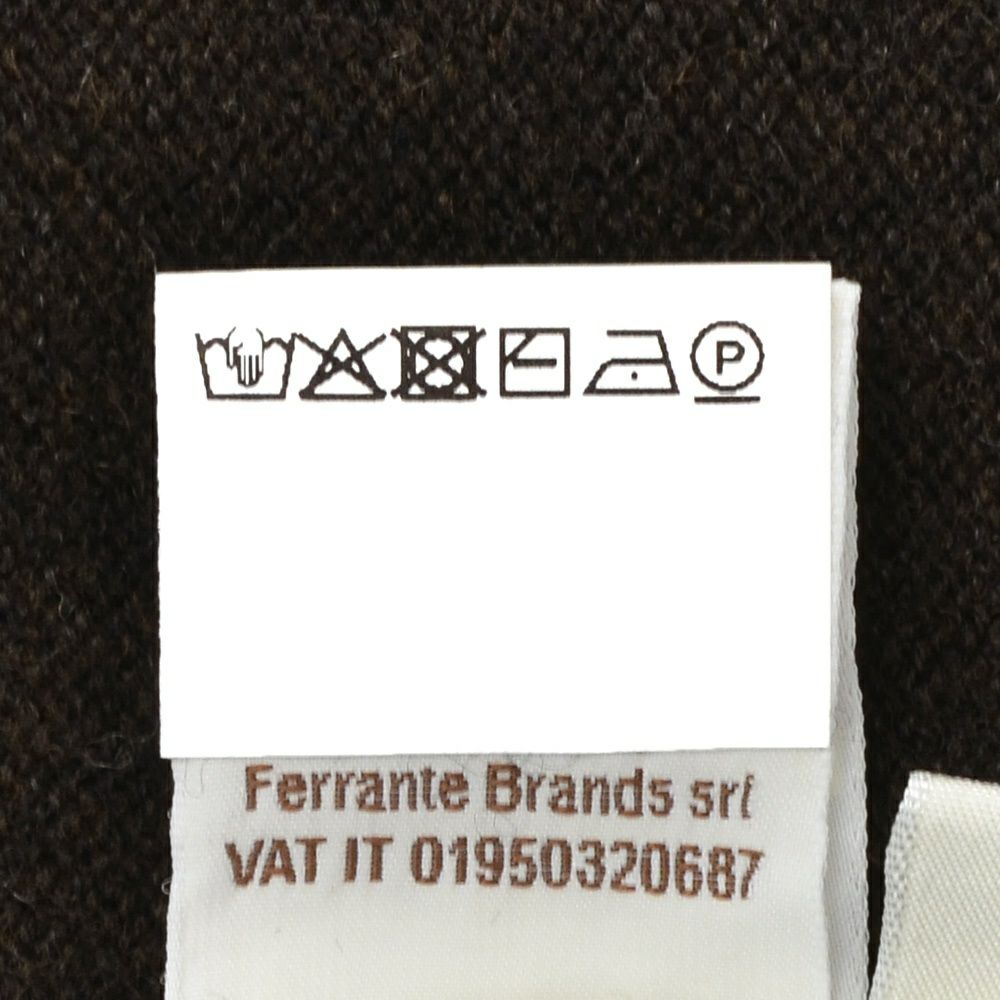 P
Ferrante Brands srl
VAT IT 01950320687